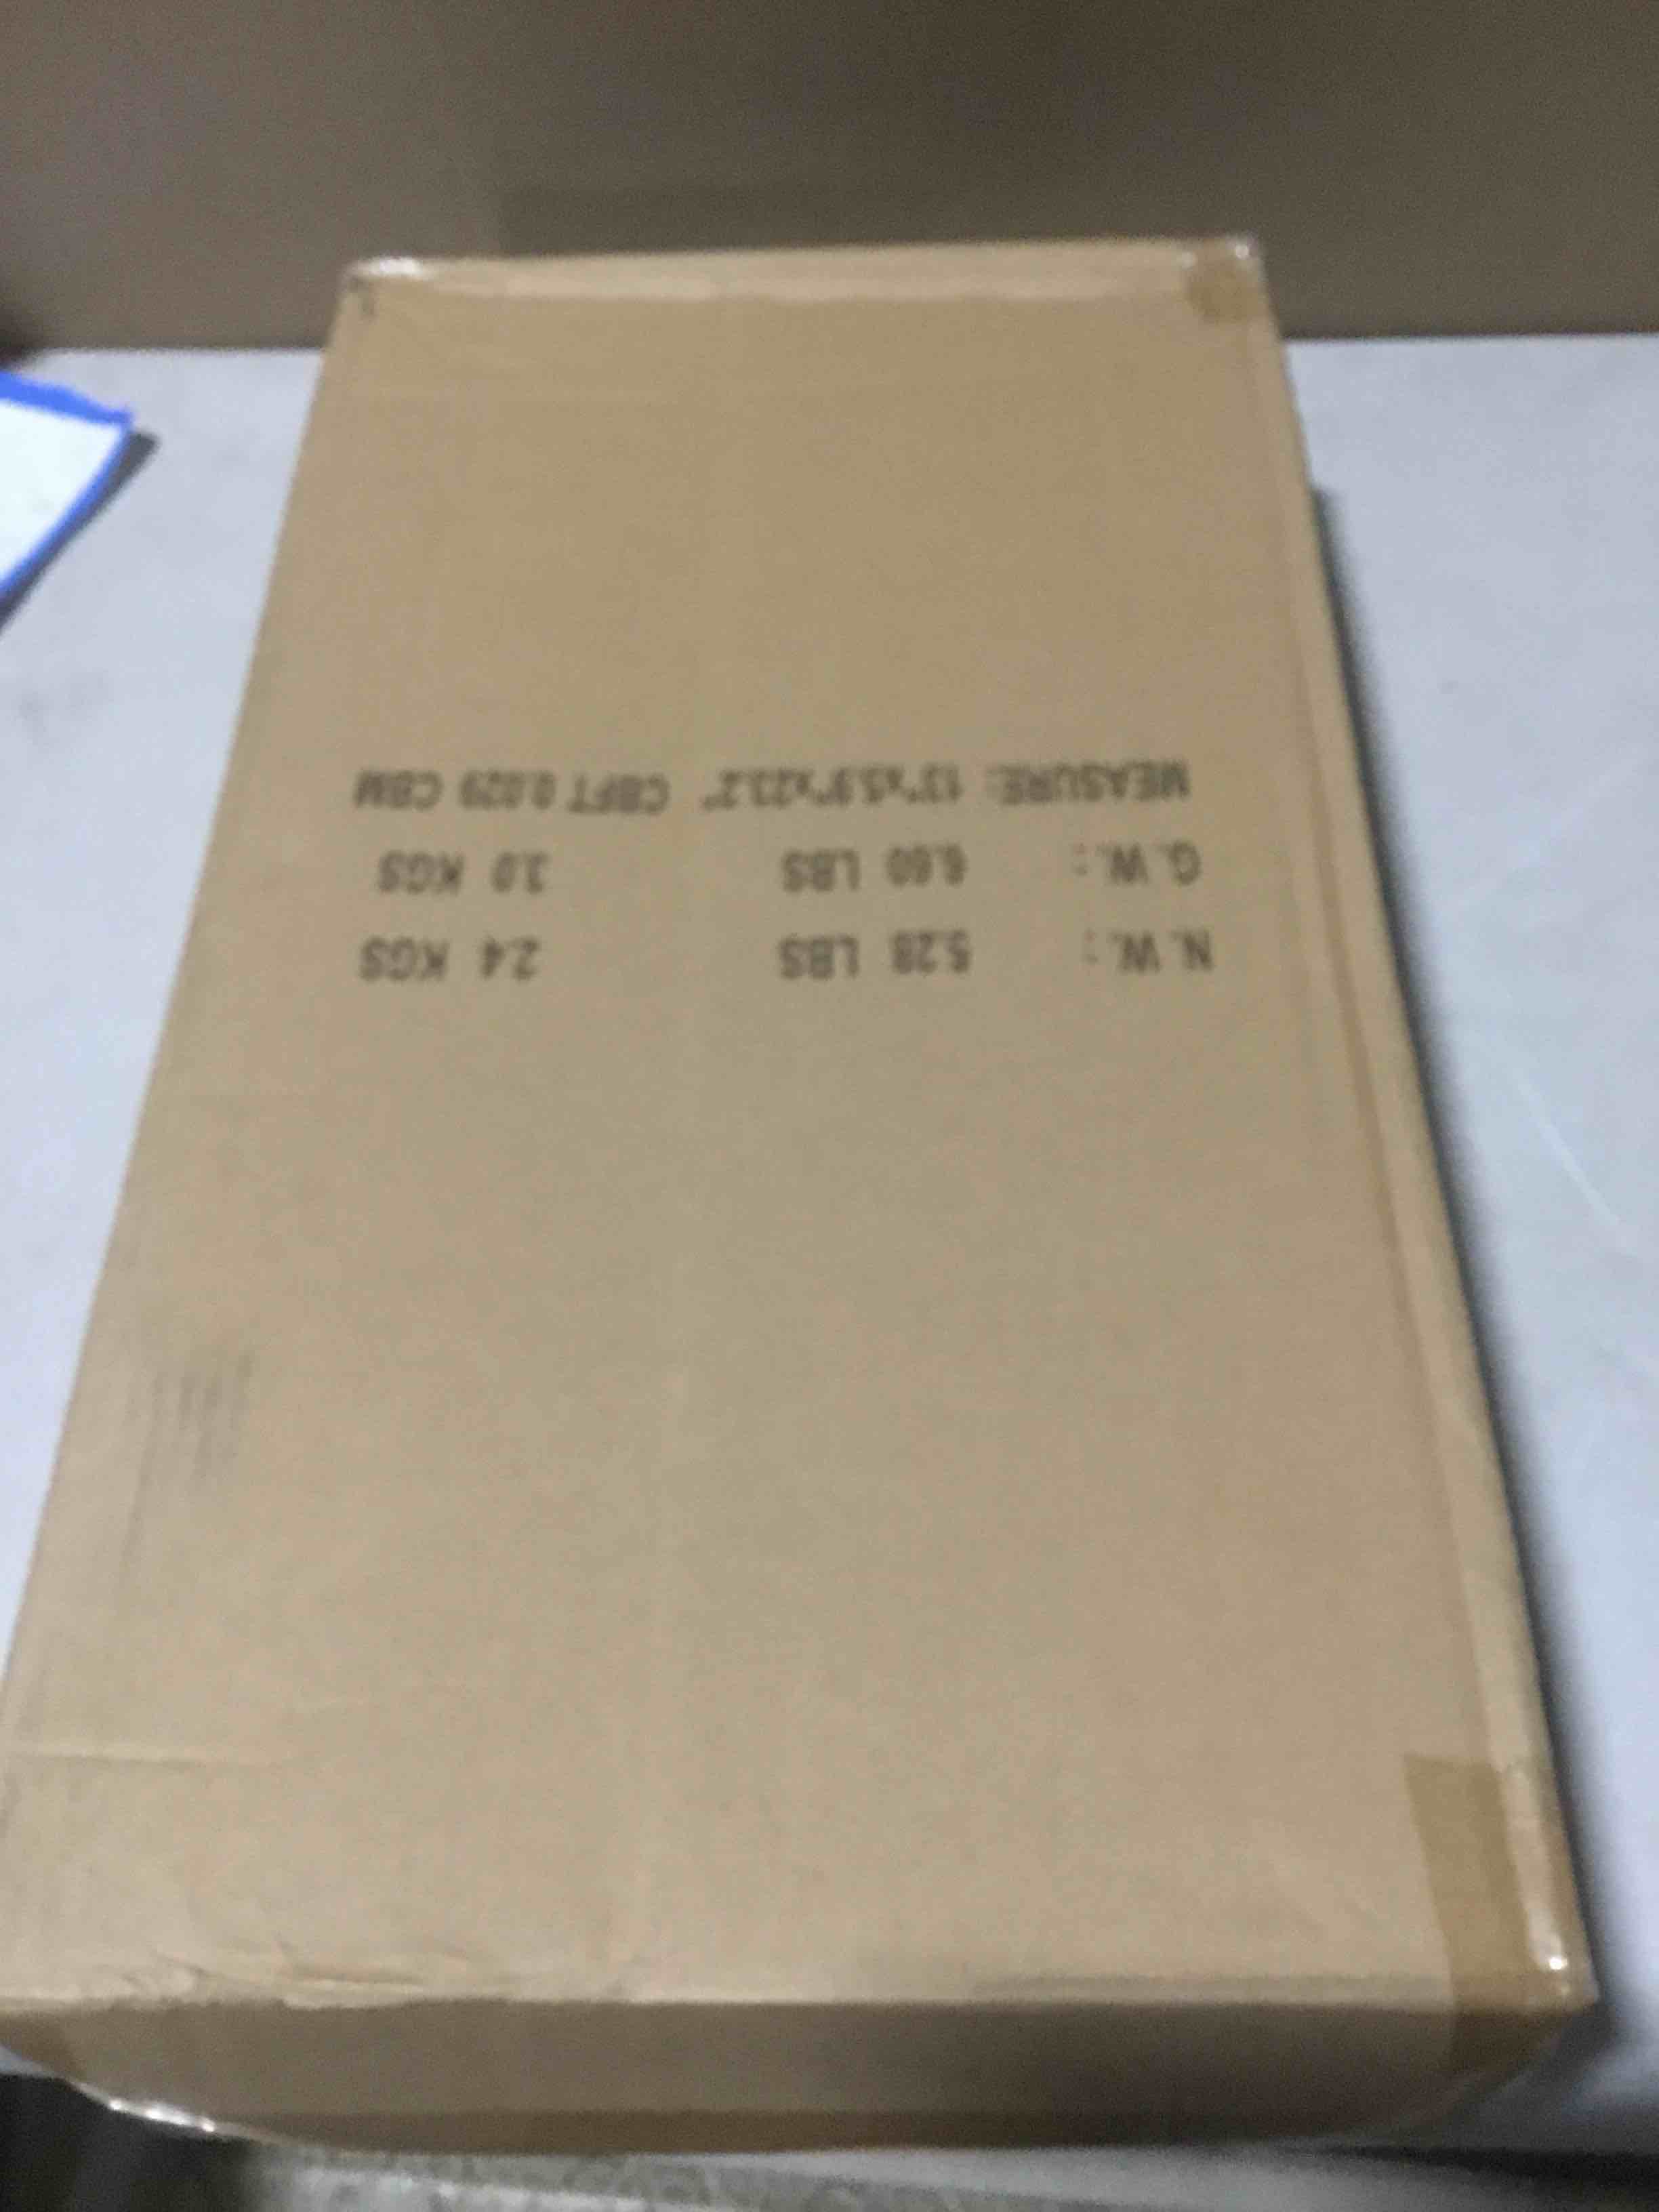 N.W.: 5.28 LBS 2.4 KGS
G.W.: 6.60 LBS 3.0 KGS
MEASURE: 13"x5.9"x23.2" CBFT 0.029 CBM